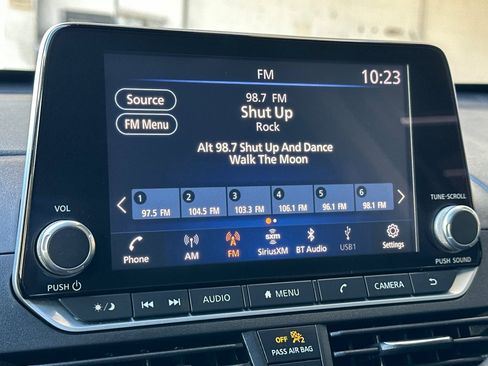 FM
10:23
Source
98.7 FM
Shut Up
FM Menu
Rock
Alt 98.7 Shut Up And Dance
Walk The Moon
1 2 3 4 5 6
97.5 FM 104.5 FM 103.3 FM 106.1 FM 96.1 FM 98.1 FM
VOL
TUNE-SCROLL
Phone AM FM SiriusXM BT Audio USB1 Settings
sxm
PUSH
PUSH SOUND
AUDIO MENU CAMERA
OFF 2
PASS AIR BAG